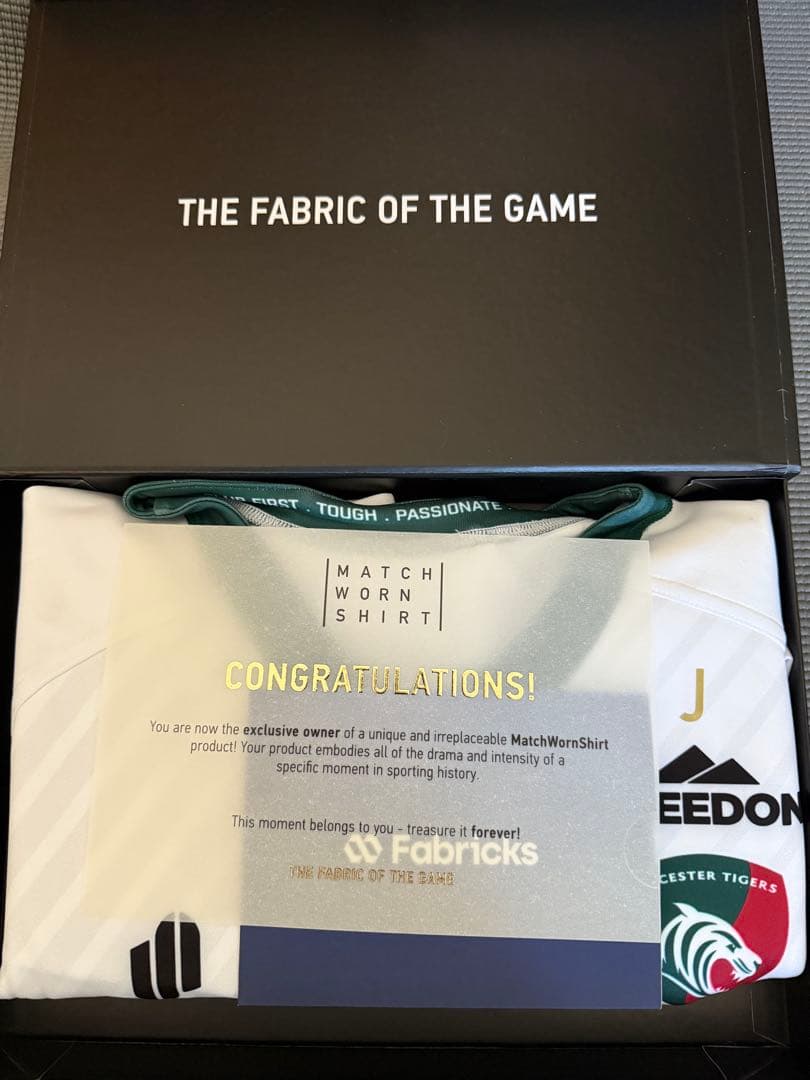 THE FABRIC OF THE GAME
FIRST . TOUGH . PASSIONATE
MATCH
WORN
SHIRT
CONGRATULATIONS!
You are now the exclusive owner of a unique and irreplaceable MatchWornShirt
product! Your product embodies all of the drama and intensity of a
specific moment in sporting history.
This moment belongs to you - treasure it forever!
Fabricks
THE FABRIC OF THE GAME
J
EEDON
CESTER TIGERS